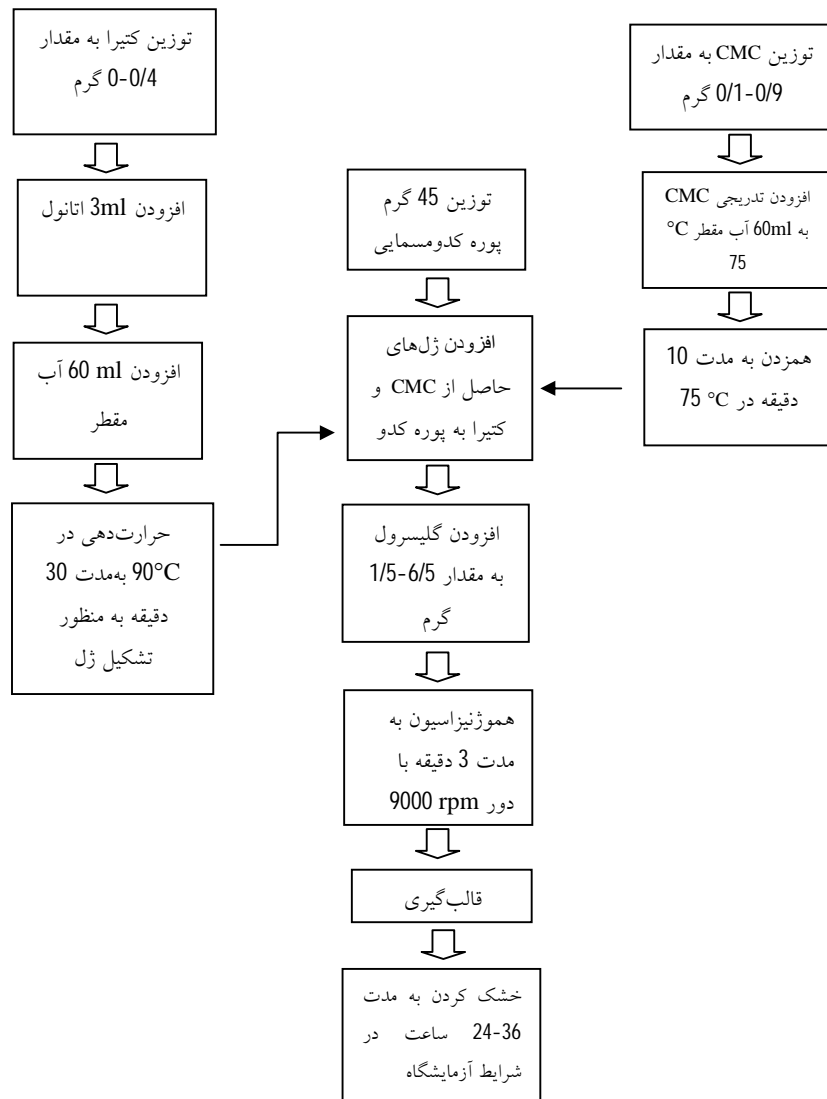 توزین کتیرا به مقدار
0-0/4 گرم
افزودن 3ml اتانول
افزودن 60 ml آب
مقطر
حرارت‌دهی در
90°C به‌مدت 30
دقیقه به منظور
تشکیل ژل
توزین CMC به مقدار
0/1-0/9 گرم
افزودن تدریجی CMC
به 60ml آب مقطر °C
75
همزدن به مدت 10
دقیقه در 75 °C
توزین 45 گرم
پوره کدومسمایی
افزودن ژل‌های
حاصل از CMC و
کتیرا به پوره کدو
افزودن گلیسرول
به مقدار 1/5-6/5
گرم
هموژنیزاسیون به
مدت 3 دقیقه با
دور 9000 rpm
قالب‌گیری
خشک کردن به مدت
24-36 ساعت در
شرایط آزمایشگاه